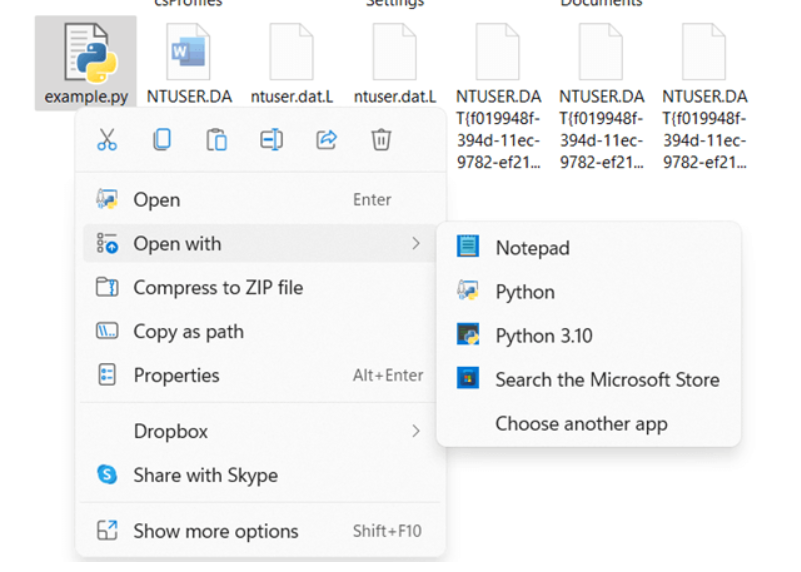 csProfiles
Settings
Documents
example.py
NTUSER.DA
ntuser.dat.L
ntuser.dat.L
NTUSER.DA
T{f019948f-
394d-11ec-
9782-ef21...
NTUSER.DA
T{f019948f-
394d-11ec-
9782-ef21...
NTUSER.DA
T{f019948f-
394d-11ec-
9782-ef21...
Open Enter
Open with
Compress to ZIP file
Copy as path
Properties Alt+Enter
Dropbox
Share with Skype
Show more options Shift+F10
Notepad
Python
Python 3.10
Search the Microsoft Store
Choose another app